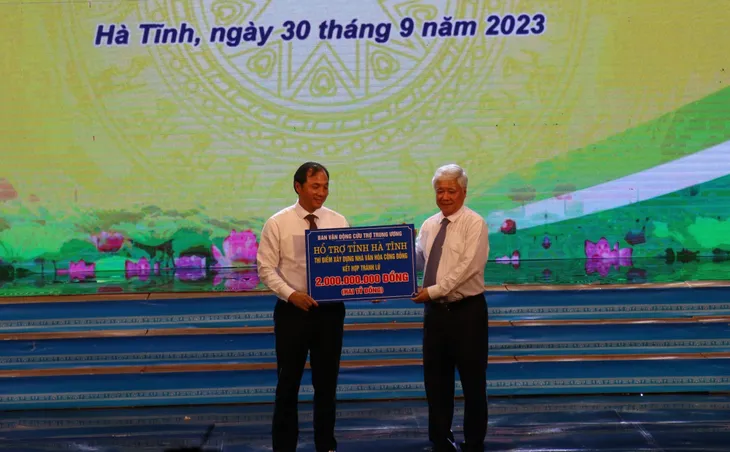 Hà Tĩnh, ngày 30 tháng 9 năm 2023
BAN VẬN ĐỘNG CỨU TRỢ TRUNG ƯƠNG
HỖ TRỢ TỈNH HÀ TĨNH
THÍ ĐIỂM XÂY DỰNG NHÀ VĂN HÓA CỘNG ĐỒNG
KẾT HỢP TRÁNH LŨ
2.000.000.000 ĐỒNG
(HAI TỶ ĐỒNG)